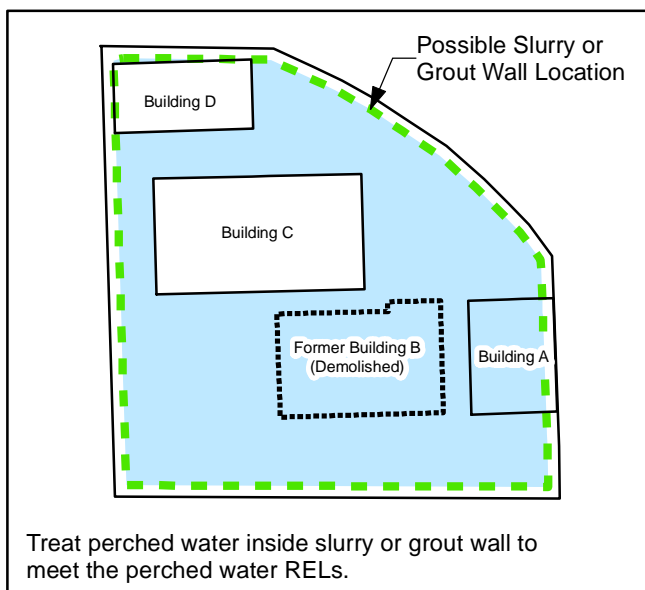 Possible Slurry or
Grout Wall Location
Building D
Building C
Former Building B
(Demolished)
Building A
Treat perched water inside slurry or grout wall to
meet the perched water RELs.